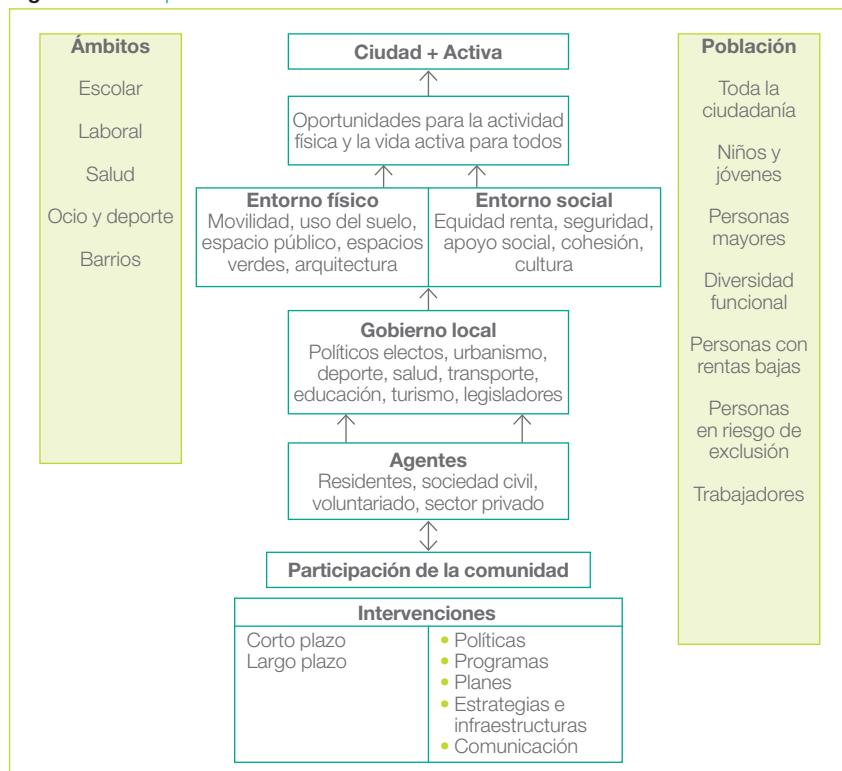 Ámbitos
Escolar
Laboral
Salud
Ocio y deporte
Barrios
Ciudad + Activa
Oportunidades para la actividad
física y la vida activa para todos
Entorno físico
Movilidad, uso del suelo,
espacio público, espacios
verdes, arquitectura
Entorno social
Equidad renta, seguridad,
apoyo social, cohesión,
cultura
Gobierno local
Políticos electos, urbanismo,
deporte, salud, transporte,
educación, turismo, legisladores
Agentes
Residentes, sociedad civil,
voluntariado, sector privado
Participación de la comunidad
Intervenciones
Corto plazo
Largo plazo
• Políticas
• Programas
• Planes
• Estrategias e
infraestructuras
• Comunicación
Población
Toda la
ciudadanía
Niños y
jóvenes
Personas
mayores
Diversidad
funcional
Personas con
rentas bajas
Personas
en riesgo de
exclusión
Trabajadores